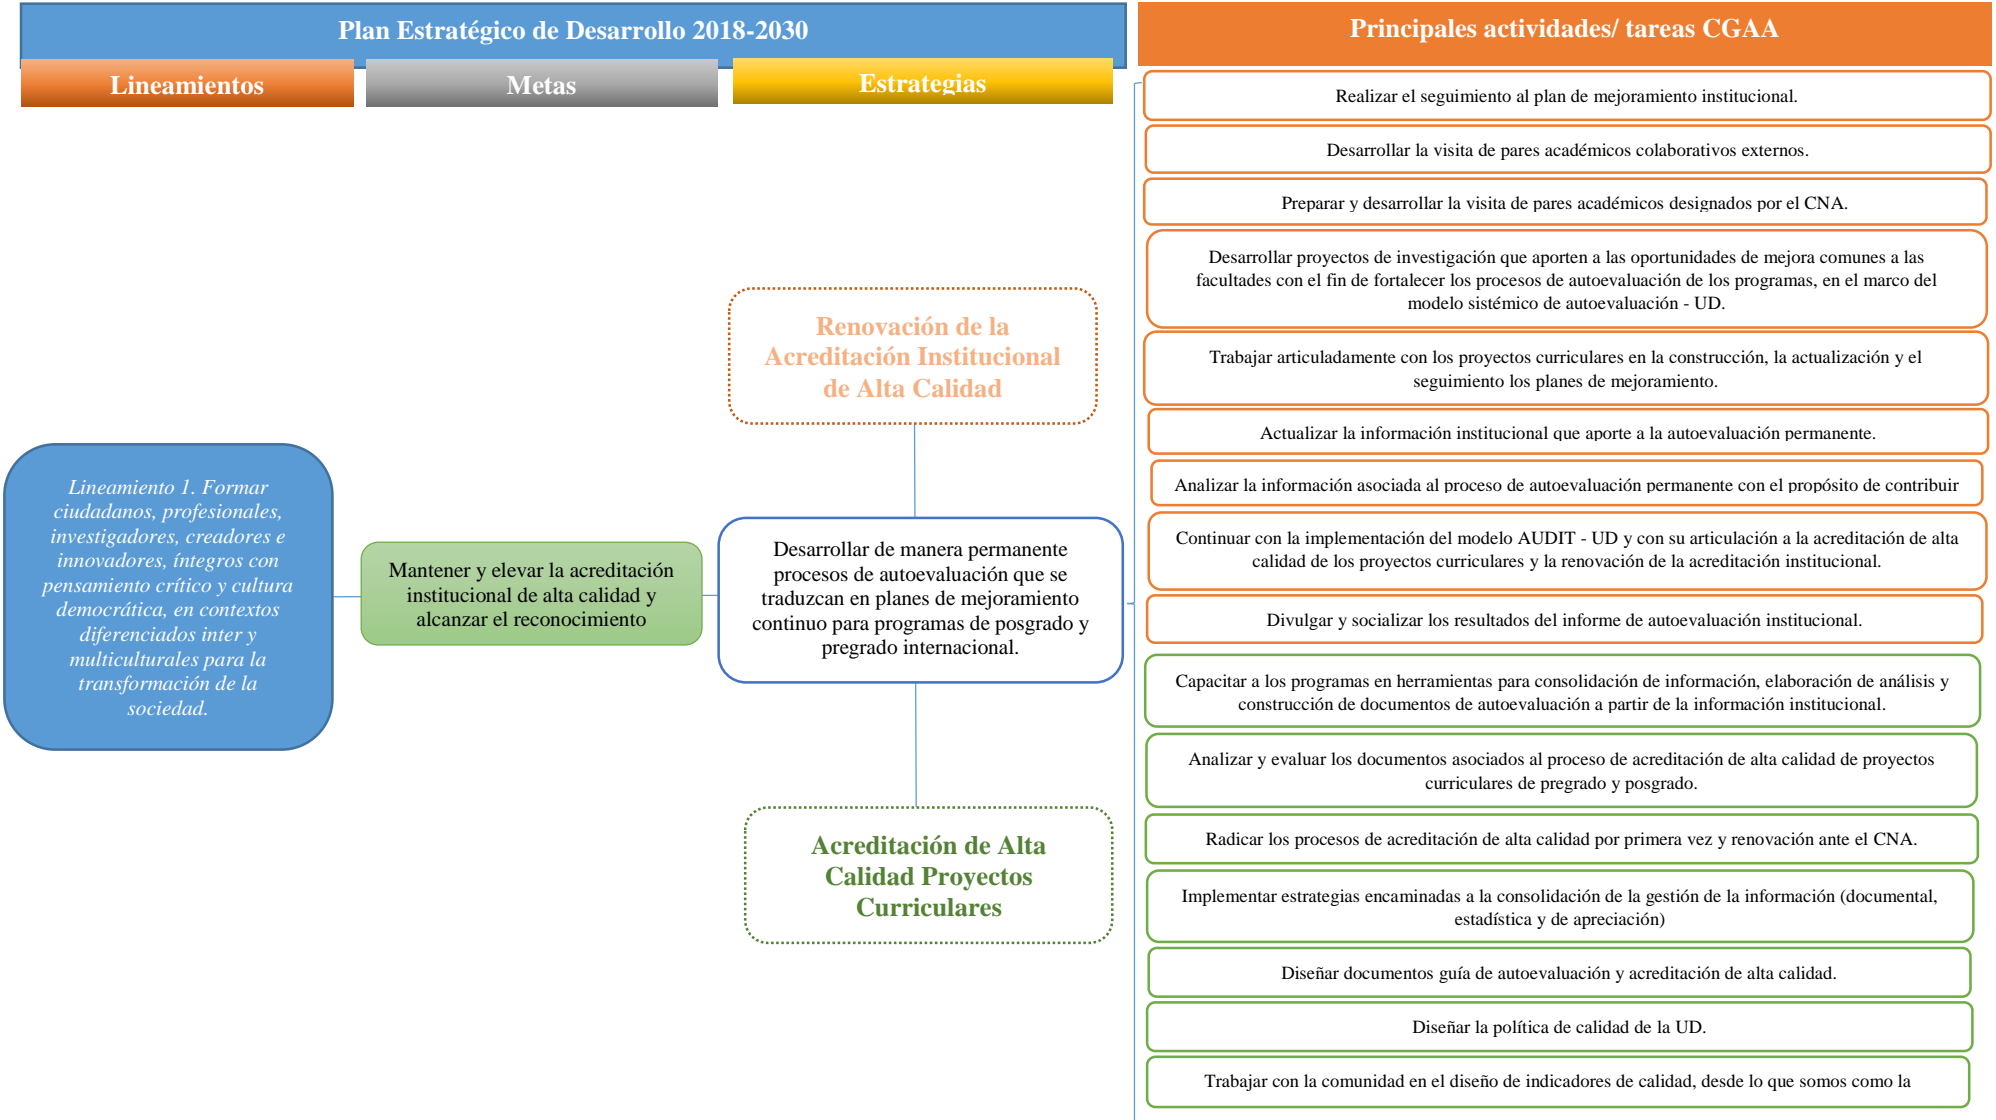 Plan Estratégico de Desarrollo 2018-2030
Principales actividades/ tareas CGAA
Lineamientos
Metas
Estrategias
Lineamiento 1. Formar
ciudadanos, profesionales,
investigadores, creadores e
innovadores, íntegros con
pensamiento crítico y cultura
democrática, en contextos
diferenciados inter y
multiculturales para la
transformación de la
sociedad.
Mantener y elevar la acreditación
institucional de alta calidad y
alcanzar el reconocimiento
Renovación de la
Acreditación Institucional
de Alta Calidad
Desarrollar de manera permanente
procesos de autoevaluación que se
traduzcan en planes de mejoramiento
continuo para programas de posgrado y
pregrado internacional.
Acreditación de Alta
Calidad Proyectos
Curriculares
Realizar el seguimiento al plan de mejoramiento institucional.
Desarrollar la visita de pares académicos colaborativos externos.
Preparar y desarrollar la visita de pares académicos designados por el CNA.
Desarrollar proyectos de investigación que aporten a las oportunidades de mejora comunes a las
facultades con el fin de fortalecer los procesos de autoevaluación de los programas, en el marco del
modelo sistémico de autoevaluación - UD.
Trabajar articuladamente con los proyectos curriculares en la construcción, la actualización y el
seguimiento los planes de mejoramiento.
Actualizar la información institucional que aporte a la autoevaluación permanente.
Analizar la información asociada al proceso de autoevaluación permanente con el propósito de contribuir
Continuar con la implementación del modelo AUDIT - UD y con su articulación a la acreditación de alta
calidad de los proyectos curriculares y la renovación de la acreditación institucional.
Divulgar y socializar los resultados del informe de autoevaluación institucional.
Capacitar a los programas en herramientas para consolidación de información, elaboración de análisis y
construcción de documentos de autoevaluación a partir de la información institucional.
Analizar y evaluar los documentos asociados al proceso de acreditación de alta calidad de proyectos
curriculares de pregrado y posgrado.
Radicar los procesos de acreditación de alta calidad por primera vez y renovación ante el CNA.
Implementar estrategias encaminadas a la consolidación de la gestión de la información (documental,
estadística y de apreciación)
Diseñar documentos guía de autoevaluación y acreditación de alta calidad.
Diseñar la política de calidad de la UD.
Trabajar con la comunidad en el diseño de indicadores de calidad, desde lo que somos como la